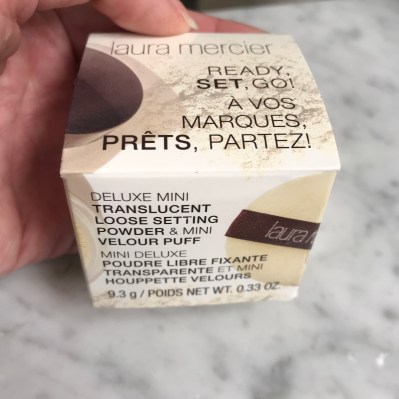 laura mercier
READY,
SET, GO!
À VOS
MARQUES,
PRÊTS, PARTEZ!
DELUXE MINI
TRANSLUCENT
LOOSE SETTING
POWDER & MINI
VELOUR PUFF
MINI DELUXE
POUDRE LIBRE FIXANTE
TRANSPARENTE ET MINI
HOUPPETTE VELOURS
9.3 g / POIDS NET WT. 0.33 OZ.
laura